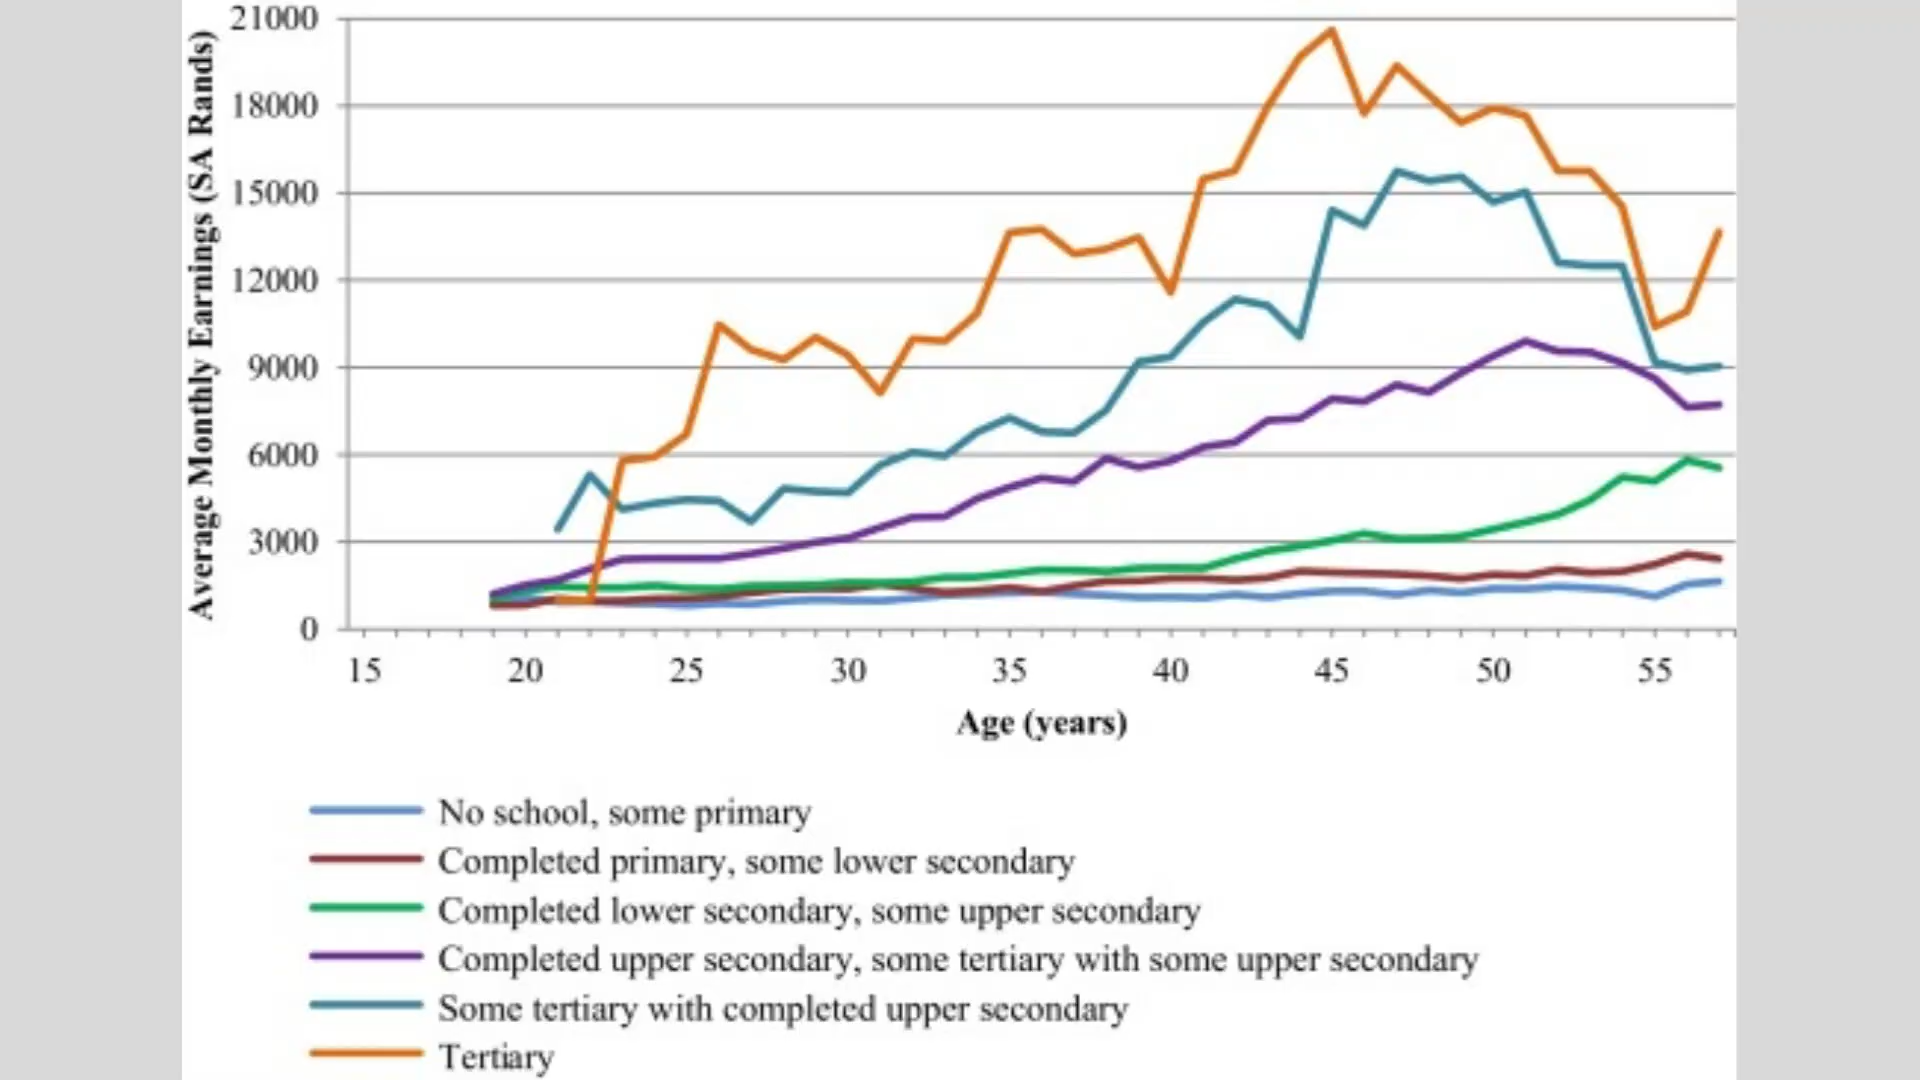 Average Monthly Earnings (SA Rands)
21000
18000
15000
12000
9000
6000
3000
0
15 20 25 30 35 40 45 50 55
Age (years)
No school, some primary
Completed primary, some lower secondary
Completed lower secondary, some upper secondary
Completed upper secondary, some tertiary with some upper secondary
Some tertiary with completed upper secondary
Tertiary